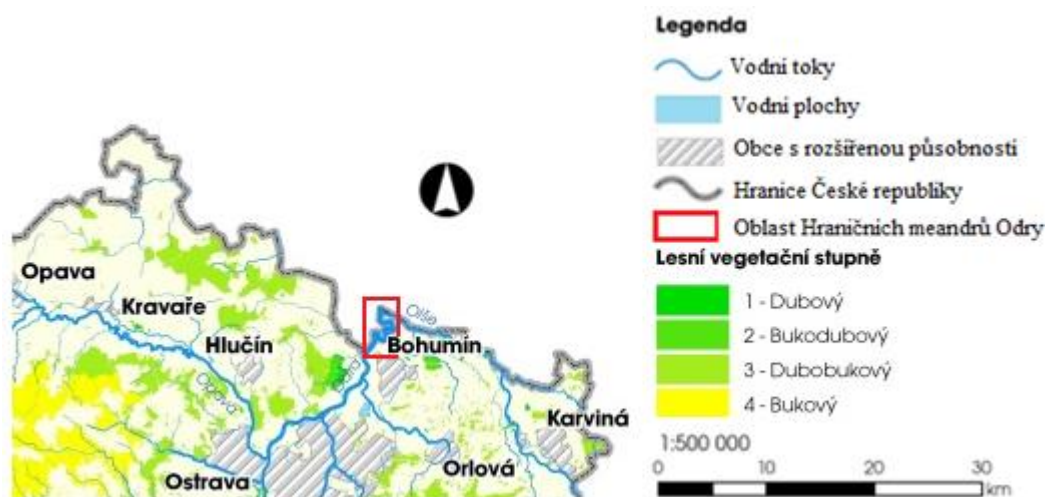 Legenda
Vodní toky
Vodní plochy
Obce s rozšířenou působností
Hranice České republiky
Oblast Hraničních meandrů Odry
Lesní vegetační stupně
1 - Dubový
2 - Bukodubový
3 - Dubobukový
4 - Bukový
1:500 000
0 10 20 30
km
Opava
Kravaře
Hlučín
Olše
Bohumín
Odra
Opava
Karviná
Orlová
Ostrava